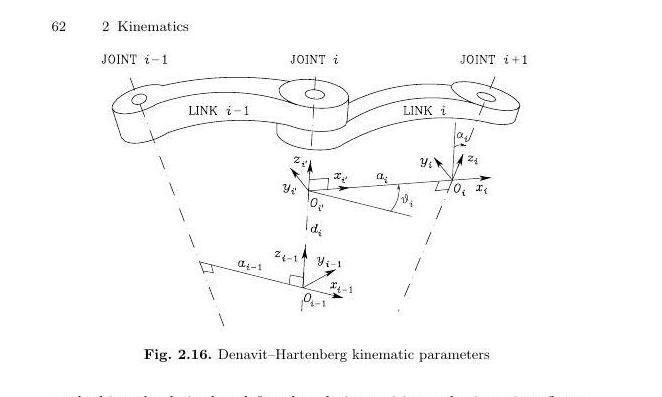 62 2 Kinematics
JOINT i−1 JOINT i JOINT i+1
LINK i−1 LINK i
αᵢ
zᵢ′ yᵢ zᵢ
xᵢ′ aᵢ
yᵢ′ Oᵢ xᵢ
Oᵢ′ ϑᵢ
dᵢ
zᵢ₋₁ yᵢ₋₁
aᵢ₋₁
xᵢ₋₁
Oᵢ₋₁
Fig. 2.16. Denavit–Hartenberg kinematic parameters